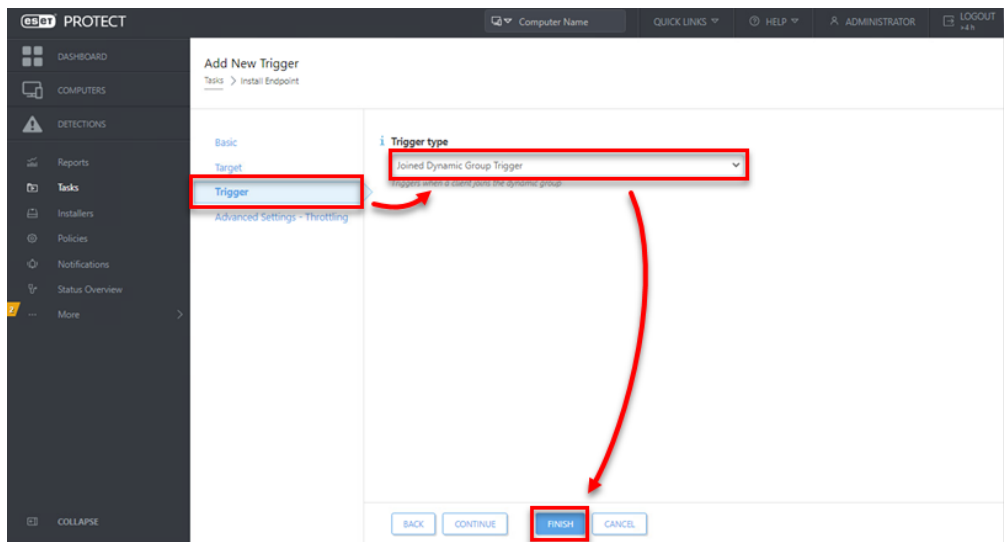 eset PROTECT
Computer Name
QUICK LINKS
HELP
ADMINISTRATOR
LOGOUT
>4 h
DASHBOARD
COMPUTERS
DETECTIONS
Reports
Tasks
Installers
Policies
Notifications
Status Overview
More
COLLAPSE
Add New Trigger
Tasks > Install Endpoint
Basic
Target
Trigger
Advanced Settings - Throttling
Trigger type
Joined Dynamic Group Trigger
Triggers when a client joins the dynamic group
BACK
CONTINUE
FINISH
CANCEL